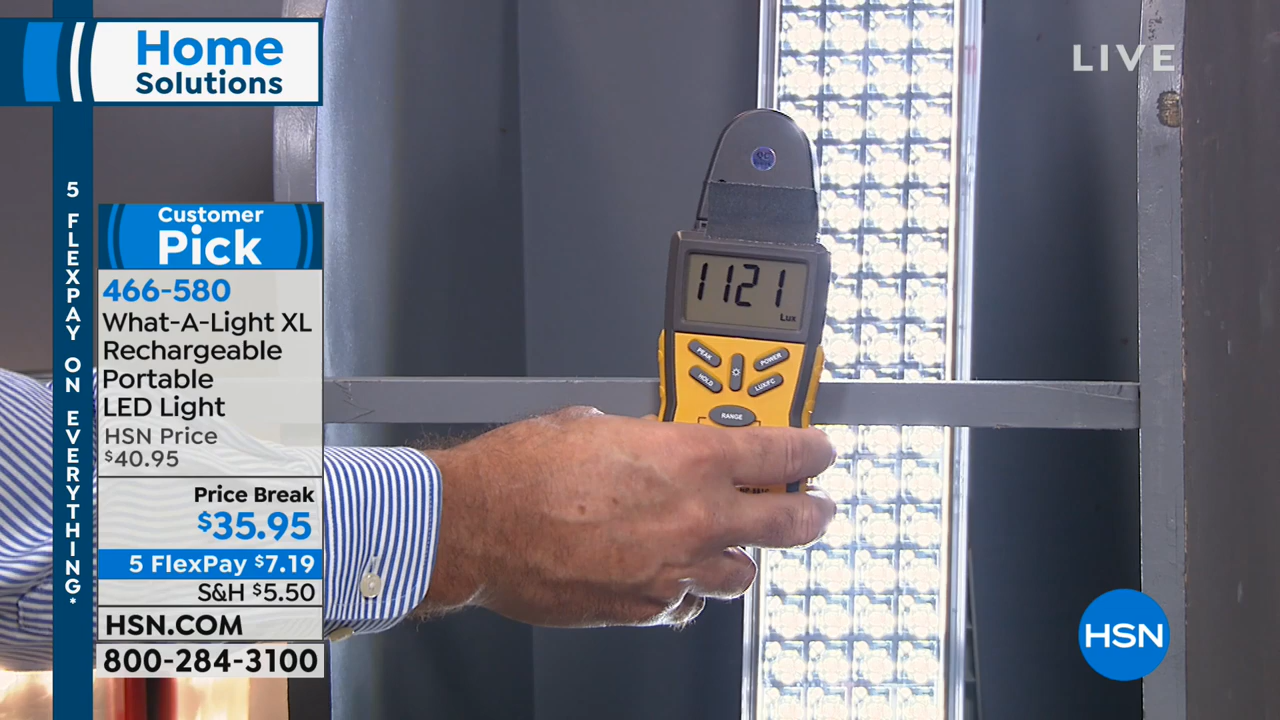 Home
Solutions
LIVE
5 FLEXPAY ON EVERYTHING*
Customer
Pick
466-580
What-A-Light XL
Rechargeable
Portable
LED Light
HSN Price
$40.95
Price Break
$35.95
5 FlexPay $7.19
S&H $5.50
HSN.COM
800-284-3100
QC
1121
Lux
PEAK
POWER
HOLD
LUX/FC
RANGE
HSN